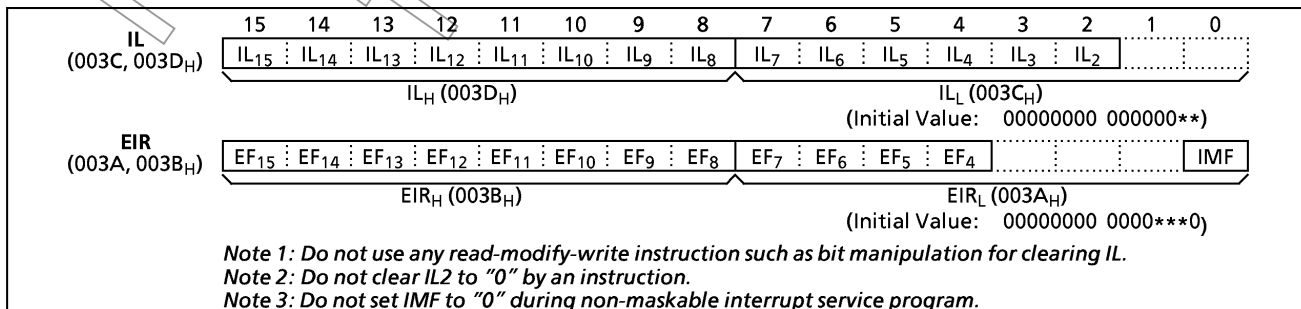 15 14 13 12 11 10 9 8 7 6 5 4 3 2 1 0
IL
(003C, 003DH)
IL15 IL14 IL13 IL12 IL11 IL10 IL9 IL8 IL7 IL6 IL5 IL4 IL3 IL2
ILH (003DH) ILL (003CH)
(Initial Value: 00000000 000000**)
EIR
(003A, 003BH)
EF15 EF14 EF13 EF12 EF11 EF10 EF9 EF8 EF7 EF6 EF5 EF4 IMF
EIRH (003BH) EIRL (003AH)
(Initial Value: 00000000 0000***0)
Note 1: Do not use any read-modify-write instruction such as bit manipulation for clearing IL.
Note 2: Do not clear IL2 to "0" by an instruction.
Note 3: Do not set IMF to "0" during non-maskable interrupt service program.